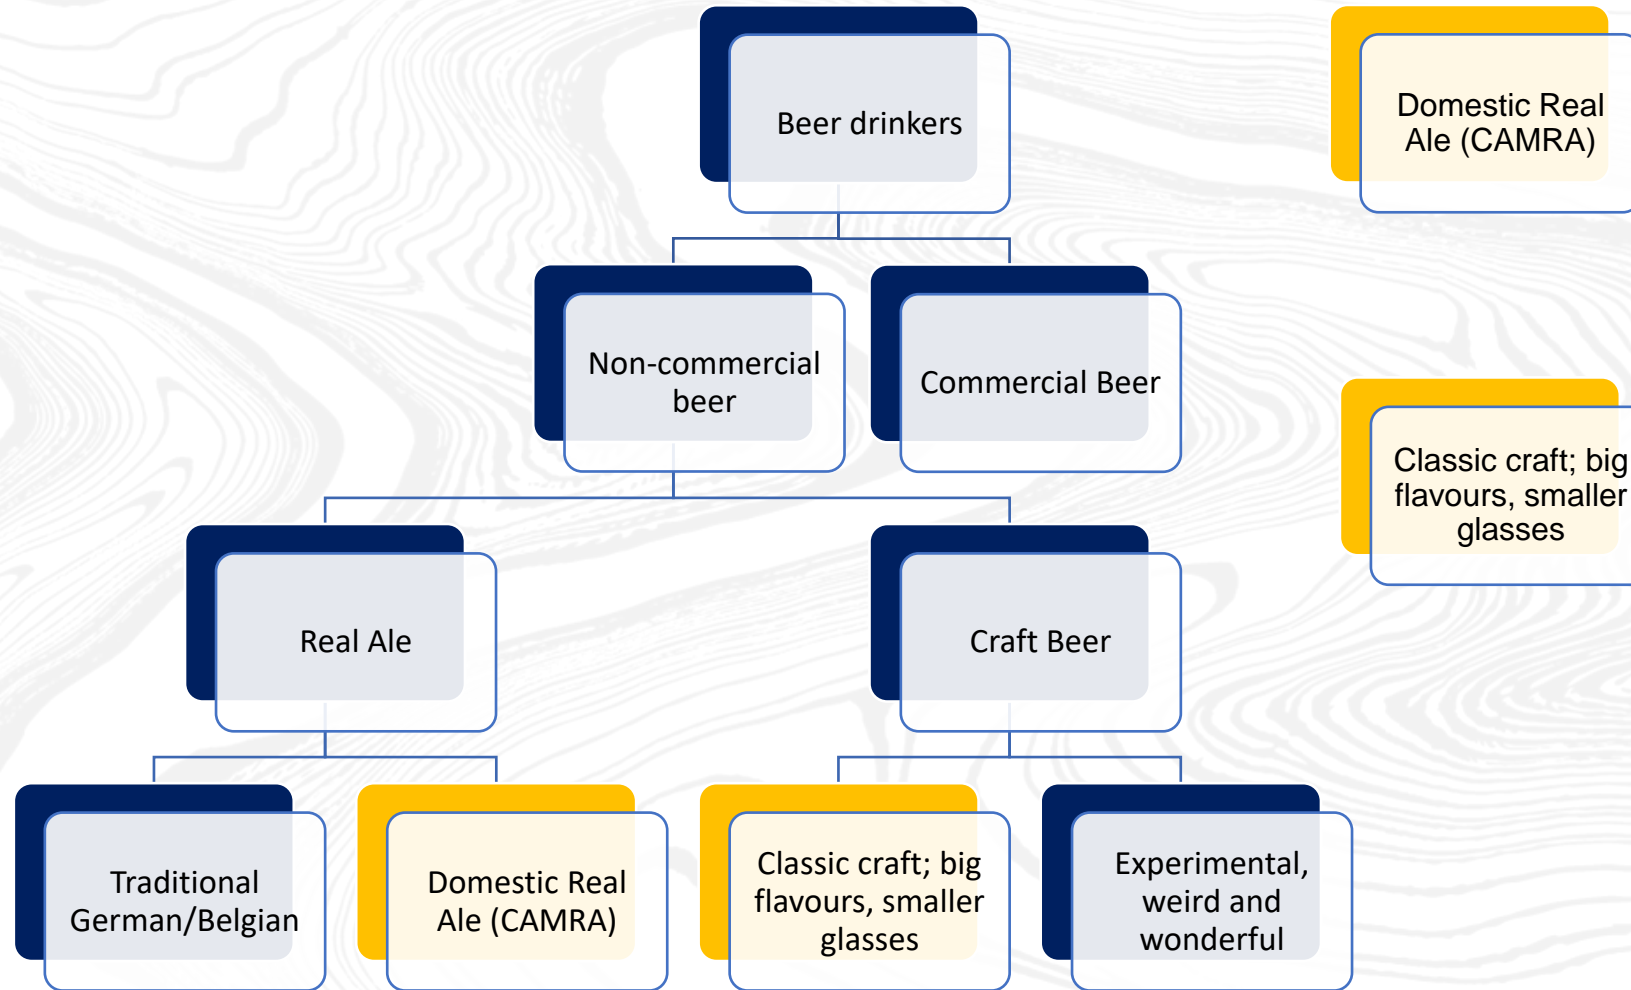 Beer drinkers
Domestic Real
Ale (CAMRA)
Non-commercial
beer
Commercial Beer
Classic craft; big
flavours, smaller
glasses
Real Ale
Craft Beer
Traditional
German/Belgian
Domestic Real
Ale (CAMRA)
Classic craft; big
flavours, smaller
glasses
Experimental,
weird and
wonderful